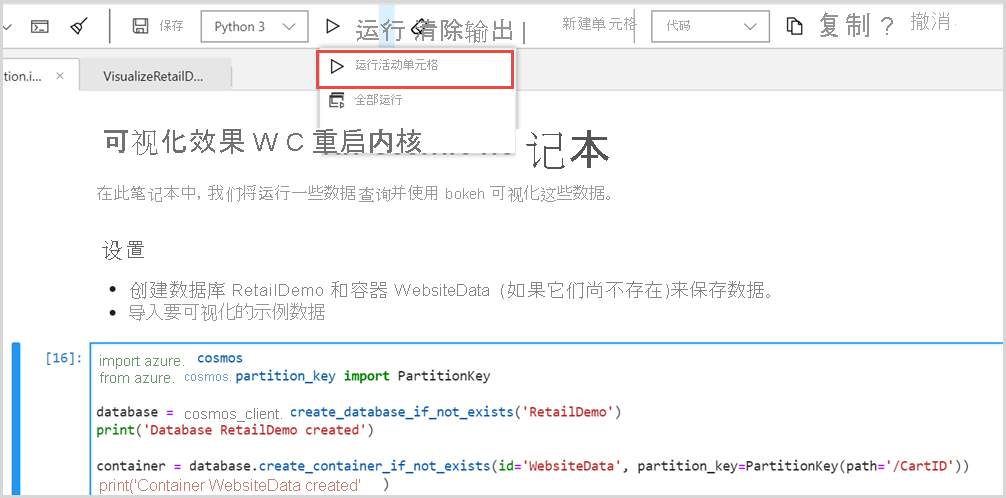 保存 Python 3 运行 清除输出 新建单元格 代码 复制? 撤消
tion.i... × VisualizeRetailD...
运行活动单元格
全部运行
可视化效果 W C 重启内核 记本
在此笔记本中, 我们将运行一些数据查询并使用 bokeh 可视化这些数据。
设置
• 创建数据库 RetailDemo 和容器 WebsiteData (如果它们尚不存在)来保存数据。
• 导入要可视化的示例数据
[16]: import azure. cosmos
from azure. cosmos. partition_key import PartitionKey
database = cosmos_client. create_database_if_not_exists('RetailDemo')
print('Database RetailDemo created')
container = database.create_container_if_not_exists(id='WebsiteData', partition_key=PartitionKey(path='/CartID'))
print('Container WebsiteData created' )